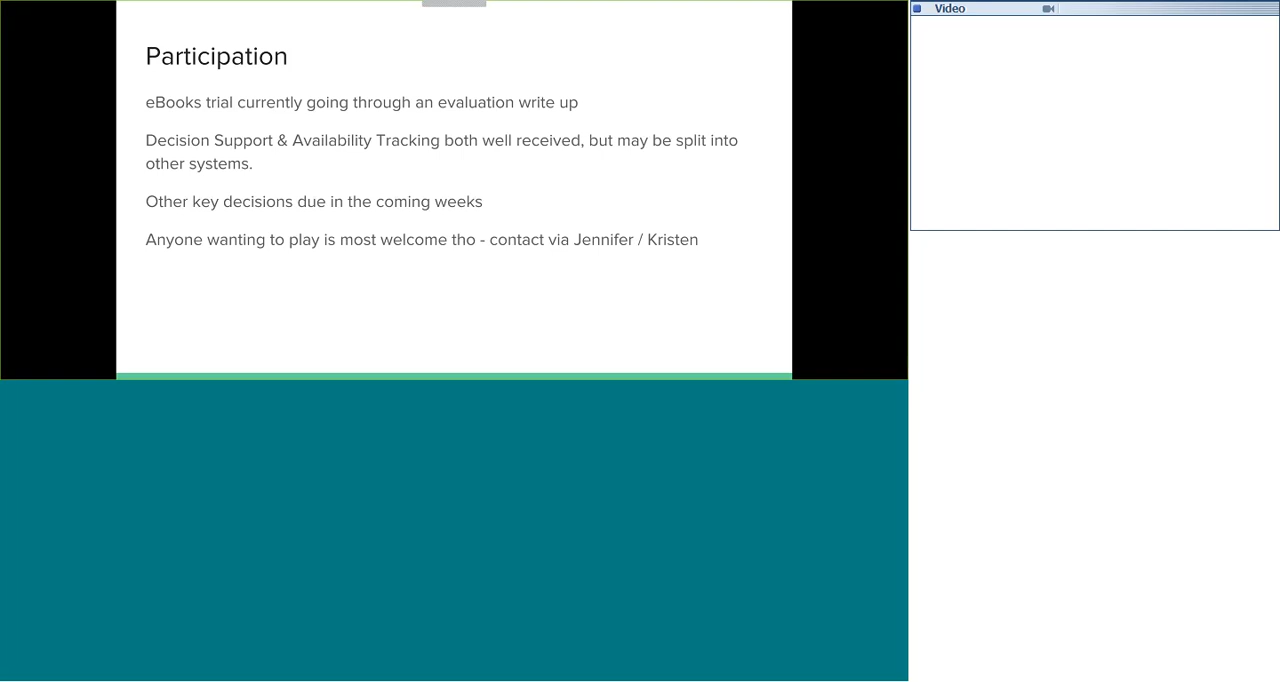 Participation
eBooks trial currently going through an evaluation write up
Decision Support & Availability Tracking both well received, but may be split into
other systems.
Other key decisions due in the coming weeks
Anyone wanting to play is most welcome tho - contact via Jennifer / Kristen
Video